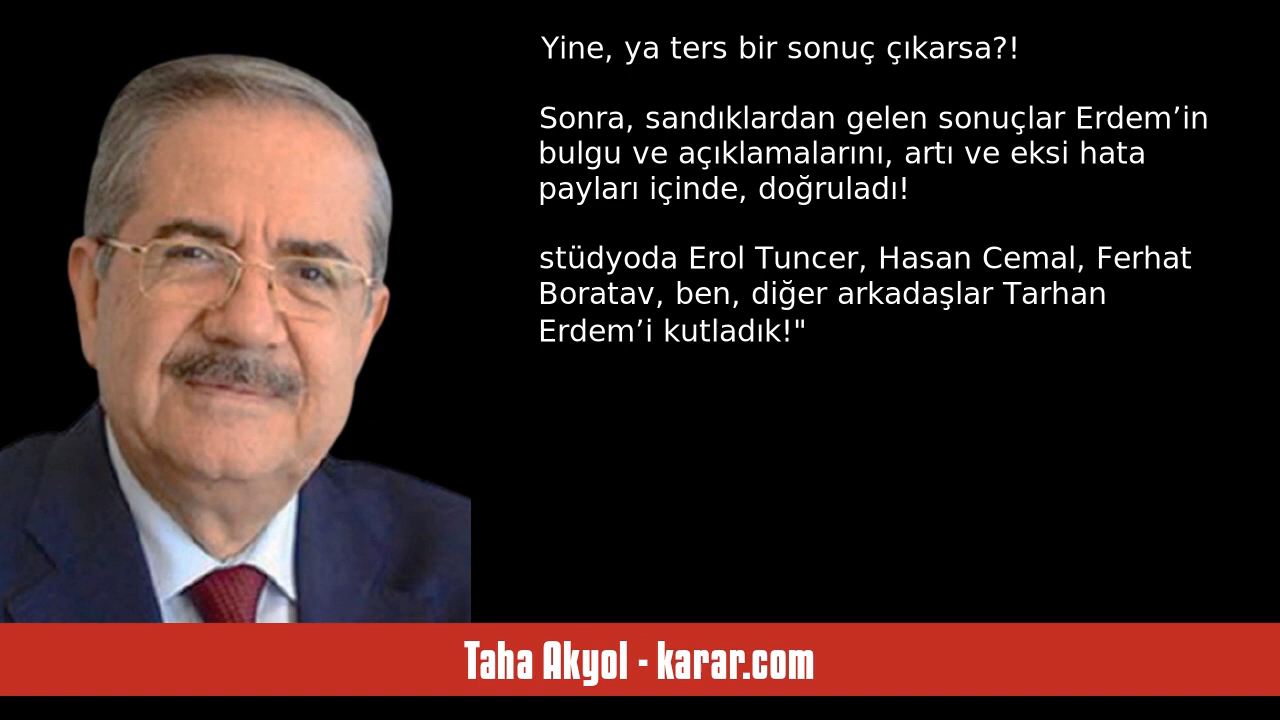 Yine, ya ters bir sonuç çıkarsa?!
Sonra, sandıklardan gelen sonuçlar Erdem’in
bulgu ve açıklamalarını, artı ve eksi hata
payları içinde, doğruladı!
stüdyoda Erol Tuncer, Hasan Cemal, Ferhat
Boratav, ben, diğer arkadaşlar Tarhan
Erdem’i kutladık!"
Taha Akyol - karar.com